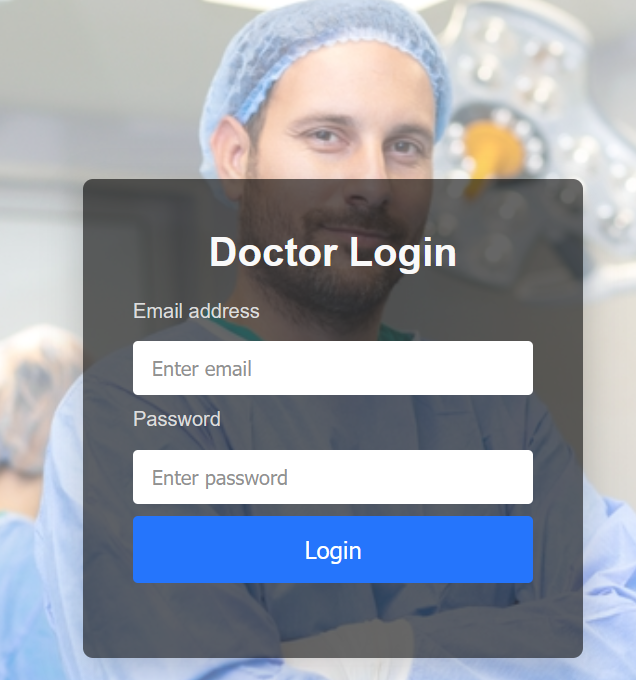 Doctor Login
Email address
Enter email
Password
Enter password
Login